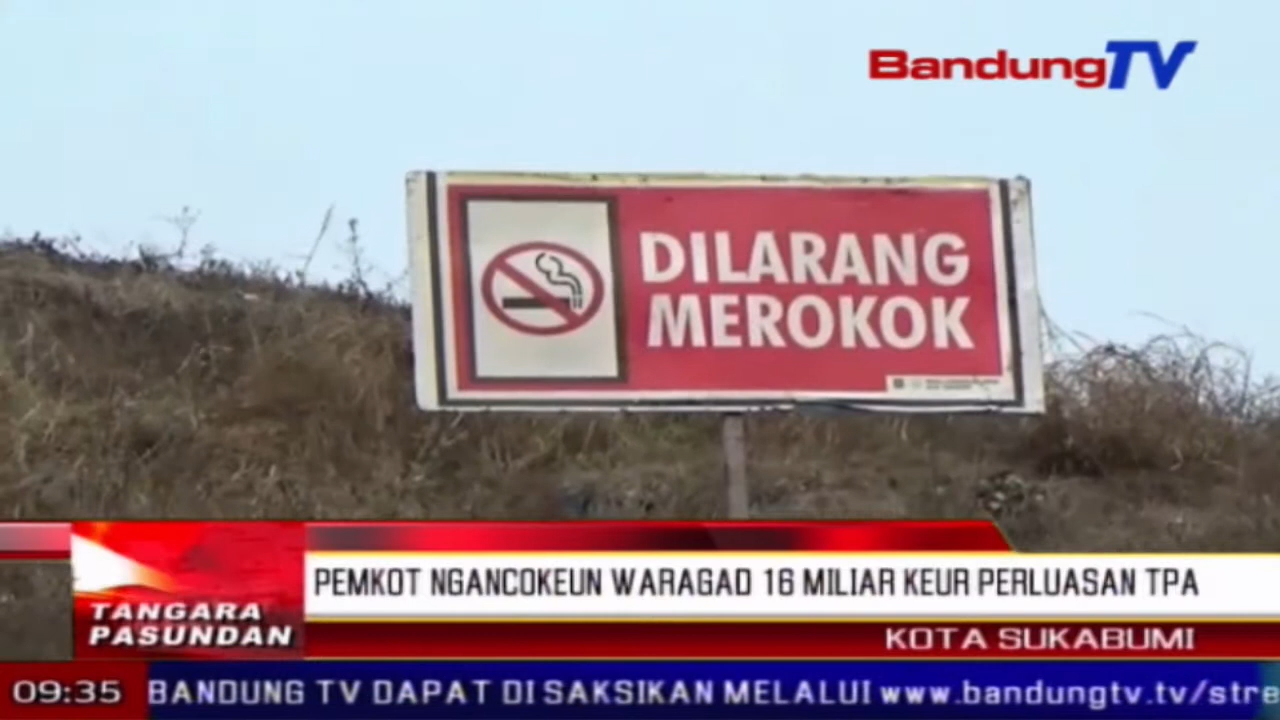 BandungTV
DILARANG
MEROKOK
PEMKOT NGANCOKEUN WARAGAD 16 MILIAR KEUR PERLUASAN TPA
TANGARA
PASUNDAN
KOTA SUKABUMI
09:35 BANDUNG TV DAPAT DI SAKSIKAN MELALUI www.bandungtv.tv/stre